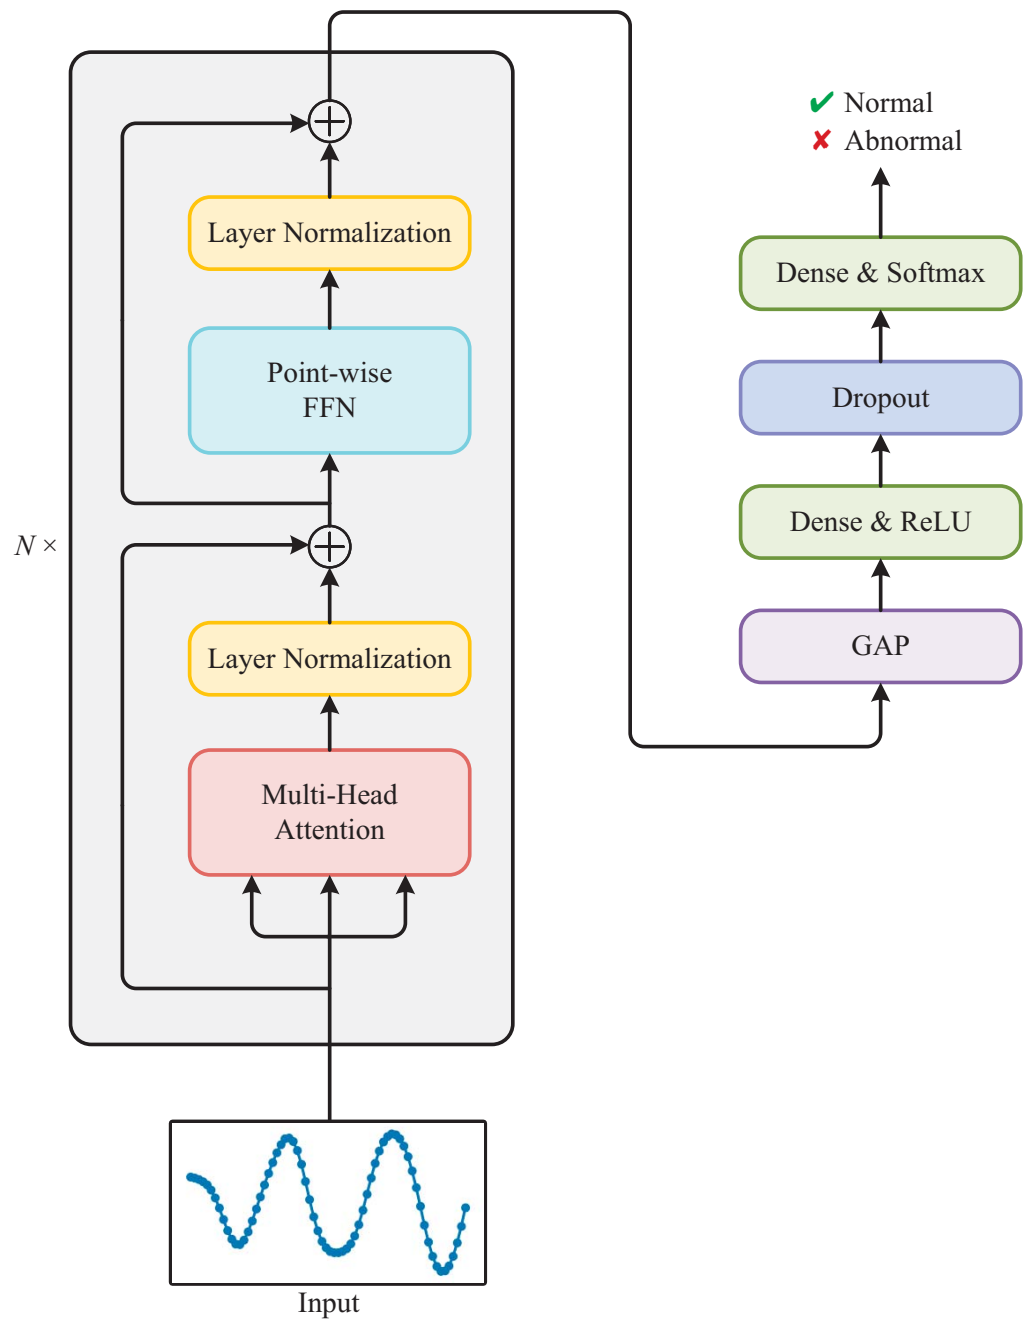 Layer Normalization
Point-wise
FFN
N ×
Layer Normalization
Multi-Head
Attention
Input
✔ Normal
✘ Abnormal
Dense & Softmax
Dropout
Dense & ReLU
GAP